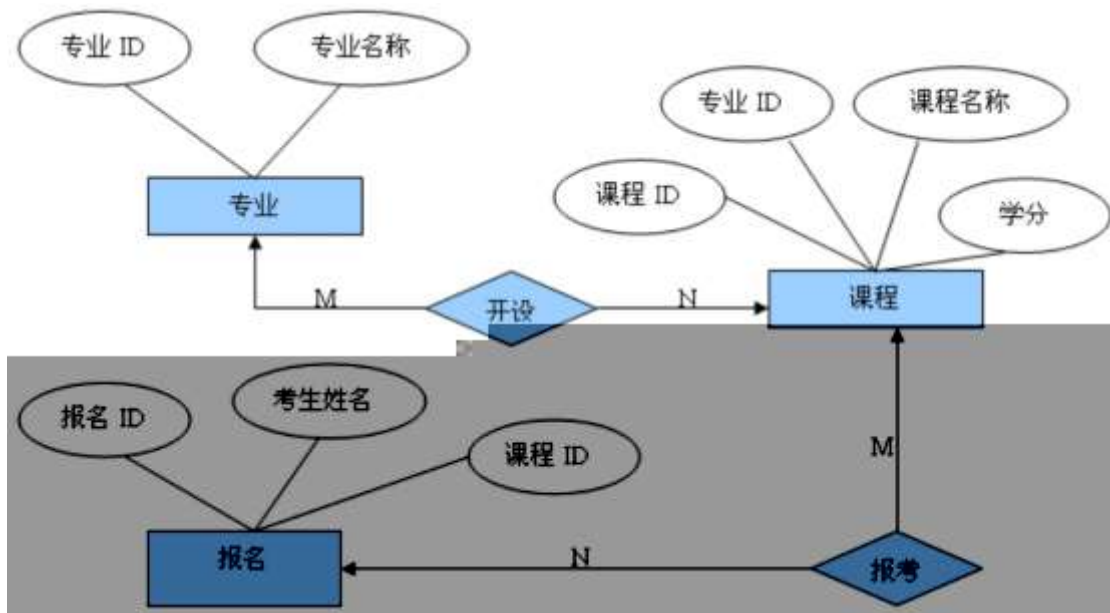 专业 ID
专业名称
专业 ID
课程名称
课程 ID
学分
专业
课程
M
开设
N
报名 ID
考生姓名
课程 ID
M
报名
N
报考